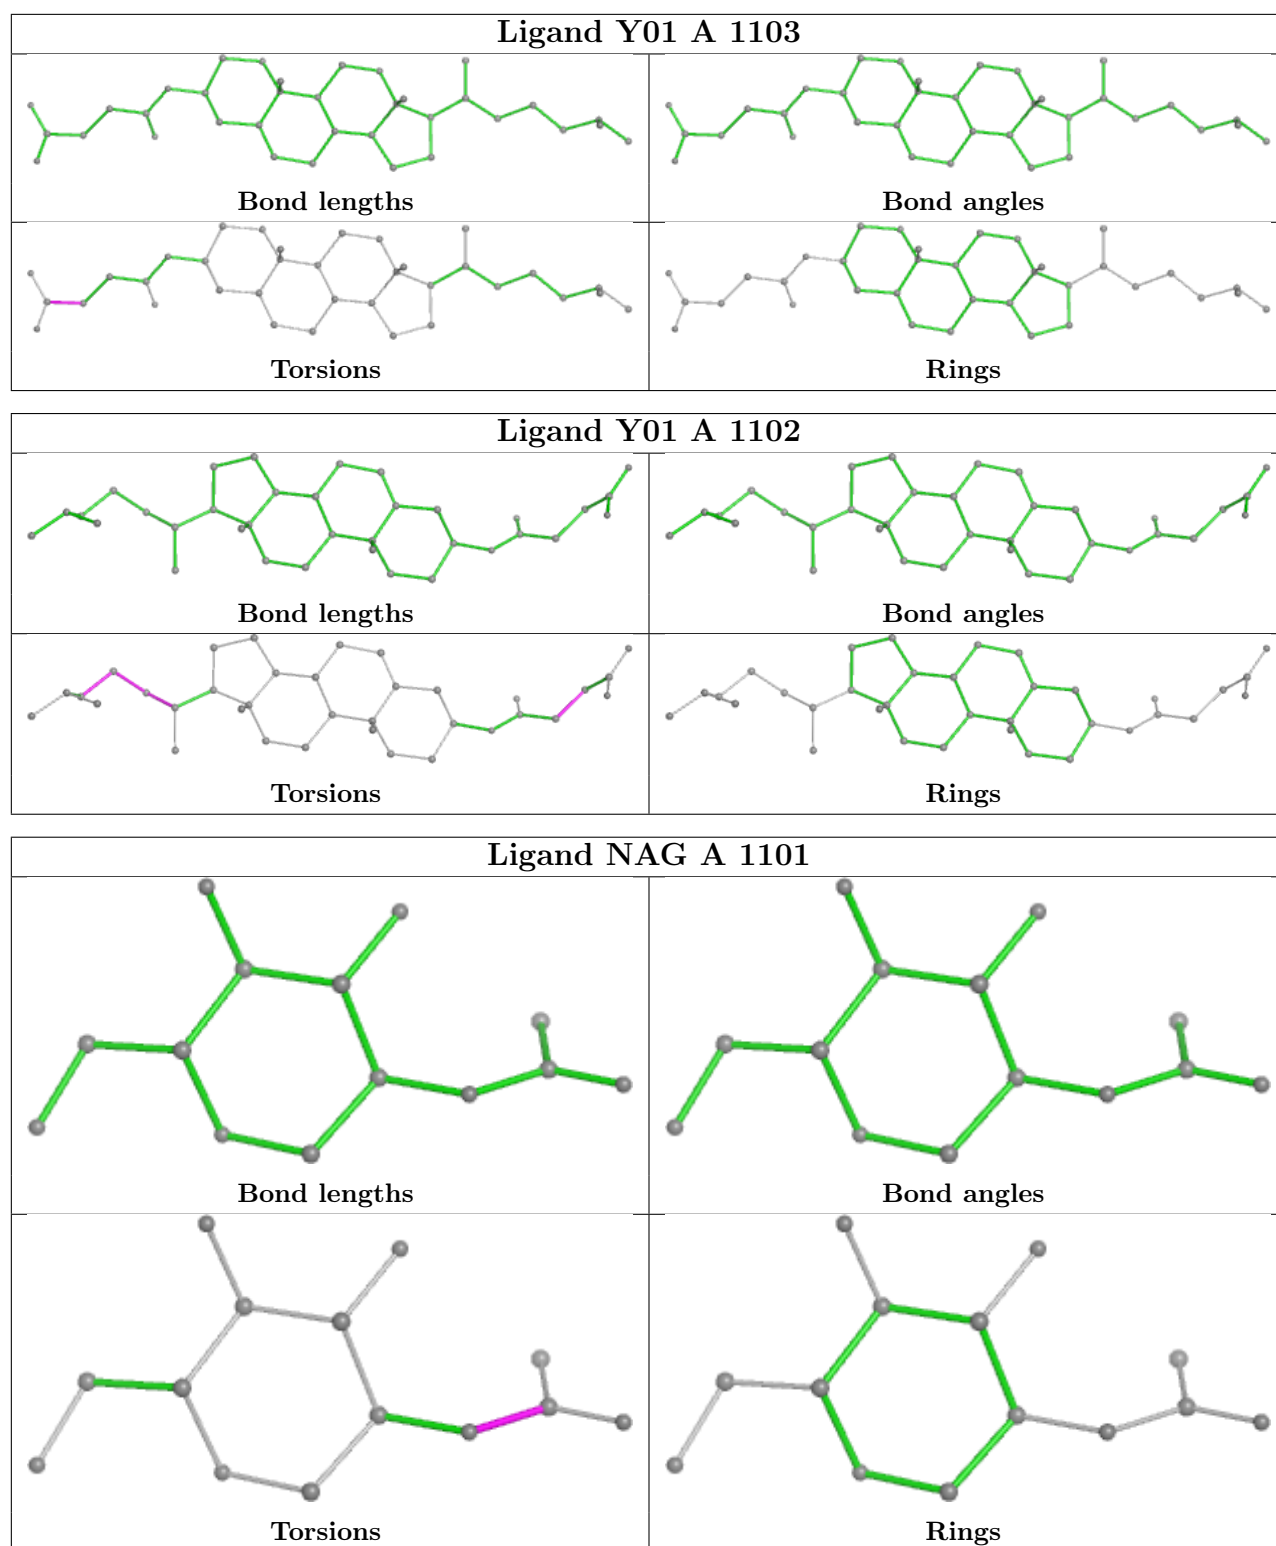 Ligand Y01 A 1103
Bond lengths
Bond angles
Torsions
Rings
Ligand Y01 A 1102
Bond lengths
Bond angles
Torsions
Rings
Ligand NAG A 1101
Bond lengths
Bond angles
Torsions
Rings